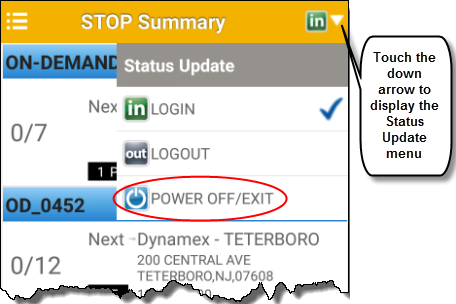 STOP Summary
in
ON-DEMAND
Status Update
Next
0/7
in LOGIN
out LOGOUT
1 P
POWER OFF/EXIT
OD_0452
Next → Dynamex - TETERBORO
0/12
200 CENTRAL AVE
TETERBORO,NJ,07608
Touch the
down
arrow to
display the
Status
Update
menu